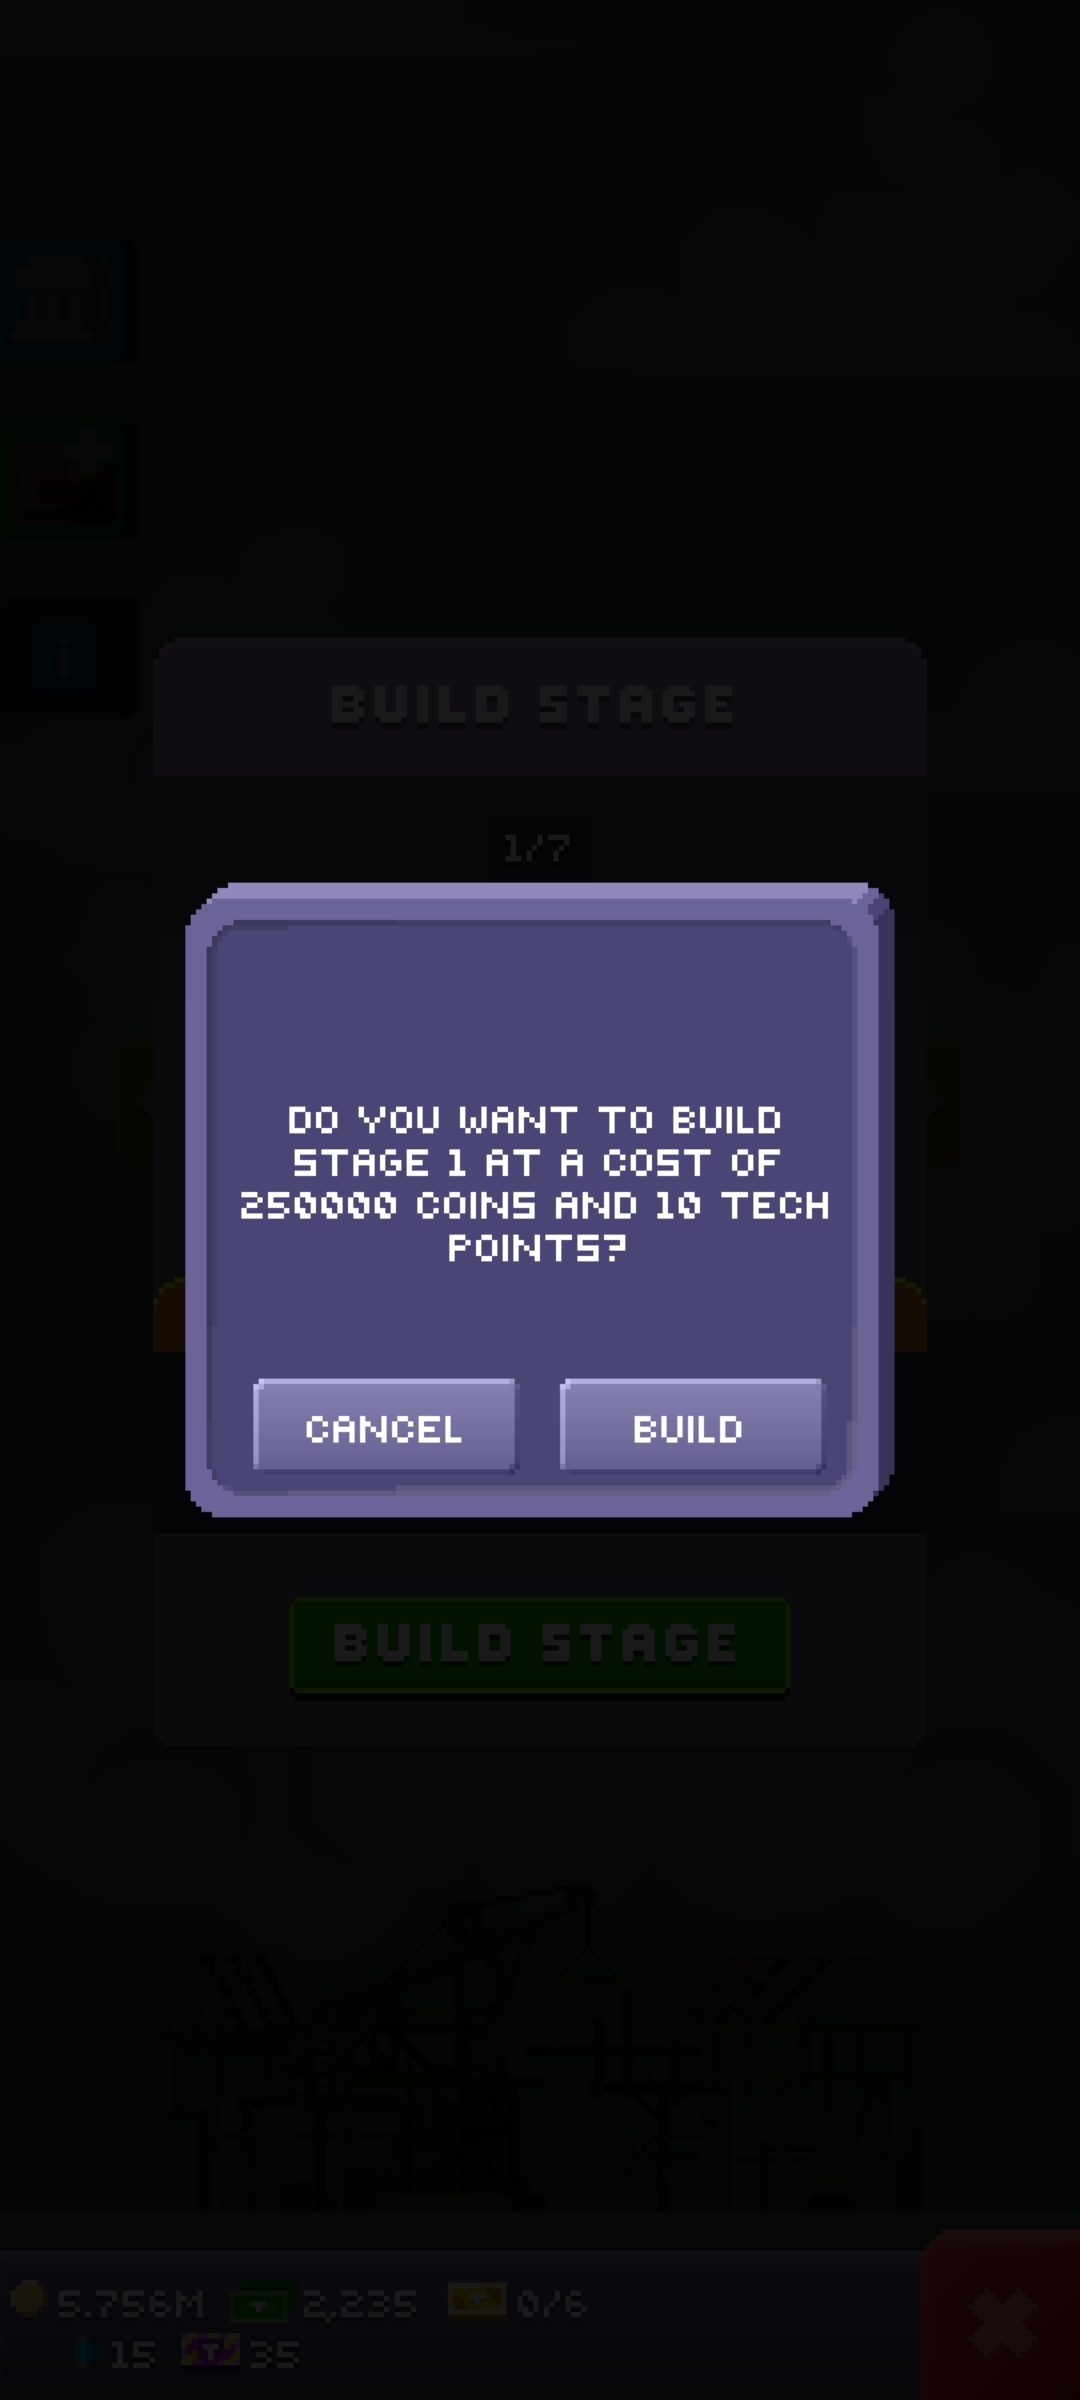 BUILD STAGE
1/7
DO YOU WANT TO BUILD
STAGE 1 AT A COST OF
250000 COINS AND 10 TECH
POINTS?
CANCEL BUILD
BUILD STAGE
5.756M 2,235 0/6
15 35